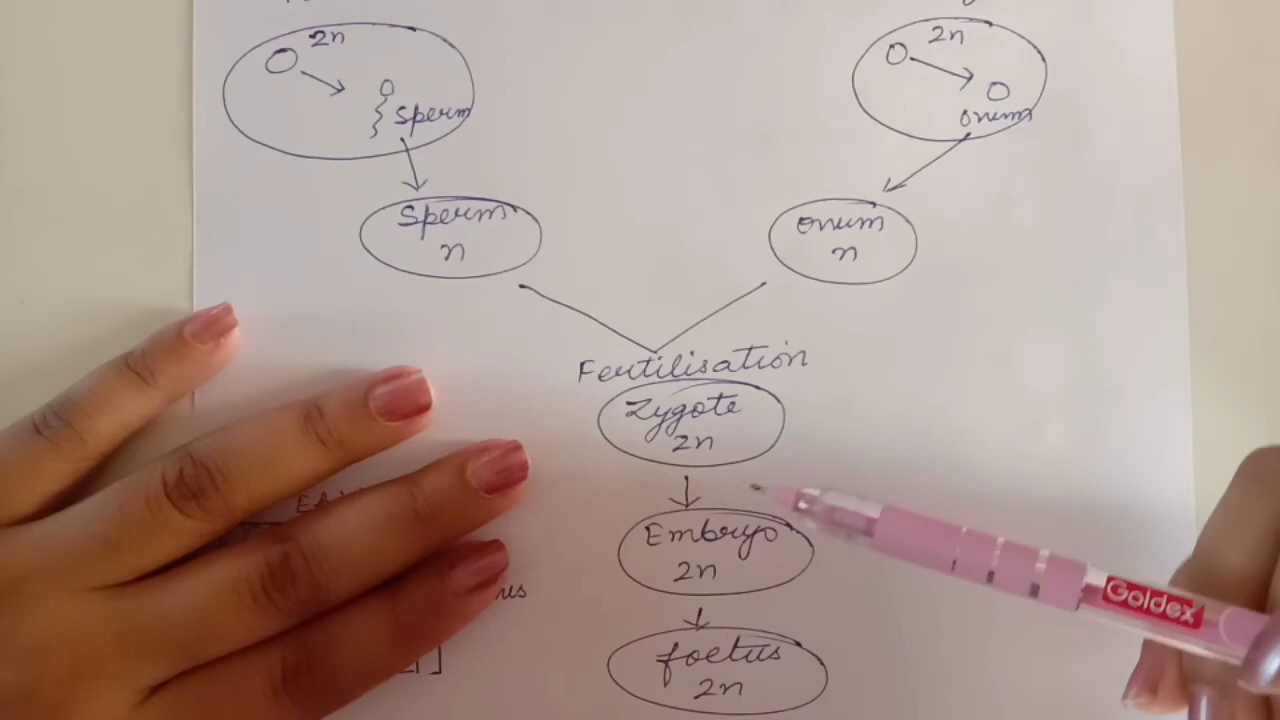 2n
sperm
2n
ovum
Sperm
n
ovum
n
Fertilisation
Zygote
2n
Embryo
2n
foetus
2n
Goldex